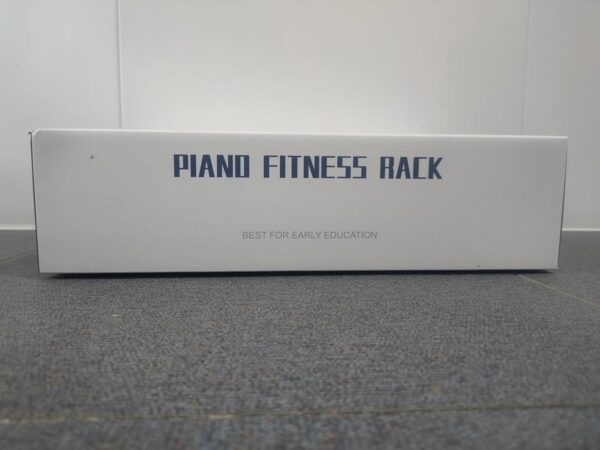 PIANO FITNESS RACK
BEST FOR EARLY EDUCATION